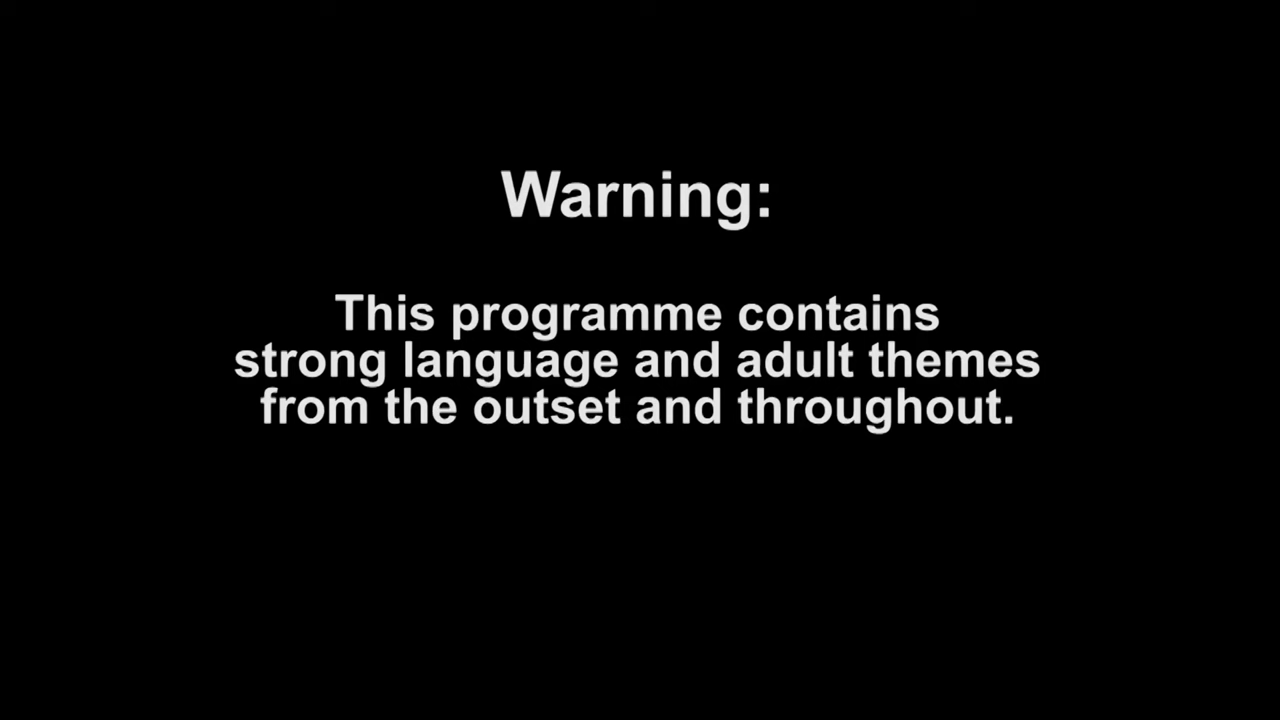 Warning:
This programme contains
strong language and adult themes
from the outset and throughout.